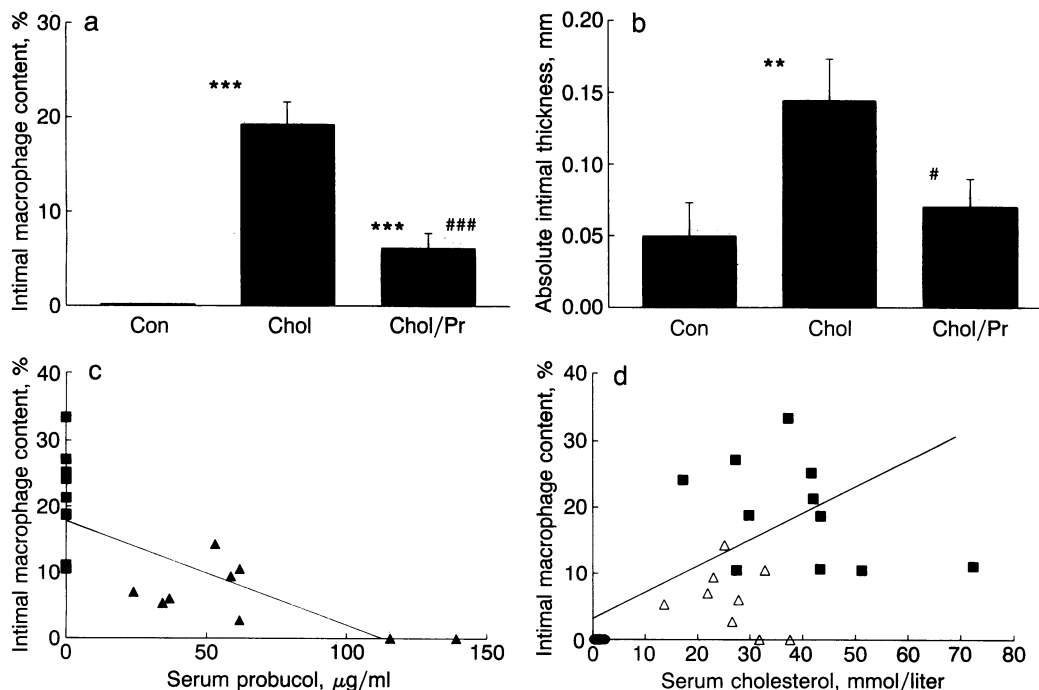 a
Intimal macrophage content, %
30
20
10
0
***
***
###
Con
Chol
Chol/Pr
b
Absolute intimal thickness, mm
0.20
0.15
0.10
0.05
0.00
**
#
Con
Chol
Chol/Pr
c
Intimal macrophage content, %
40
30
20
10
0
0
50
100
150
Serum probucol, μg/ml
d
Intimal macrophage content, %
40
30
20
10
0
0
10
20
30
40
50
60
70
80
Serum cholesterol, mmol/liter